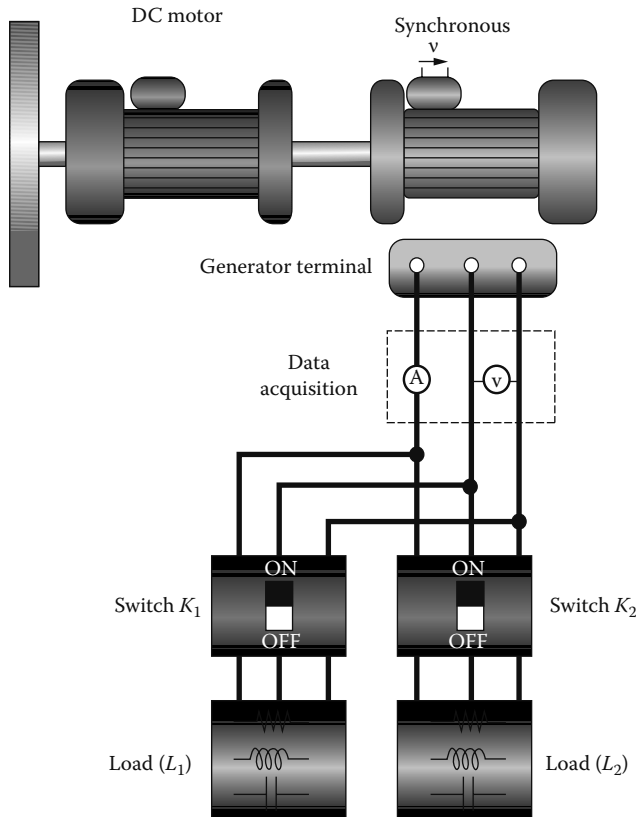 DC motor
Synchronous
ν
Generator terminal
Data
acquisition
A
v
ON
ON
Switch K₁
Switch K₂
OFF
OFF
Load (L₁)
Load (L₂)